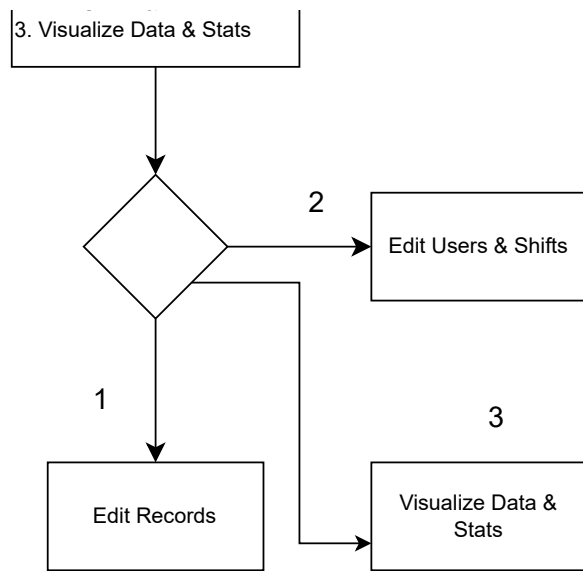 3. Visualize Data & Stats
2
Edit Users & Shifts
1
3
Edit Records
Visualize Data &
Stats